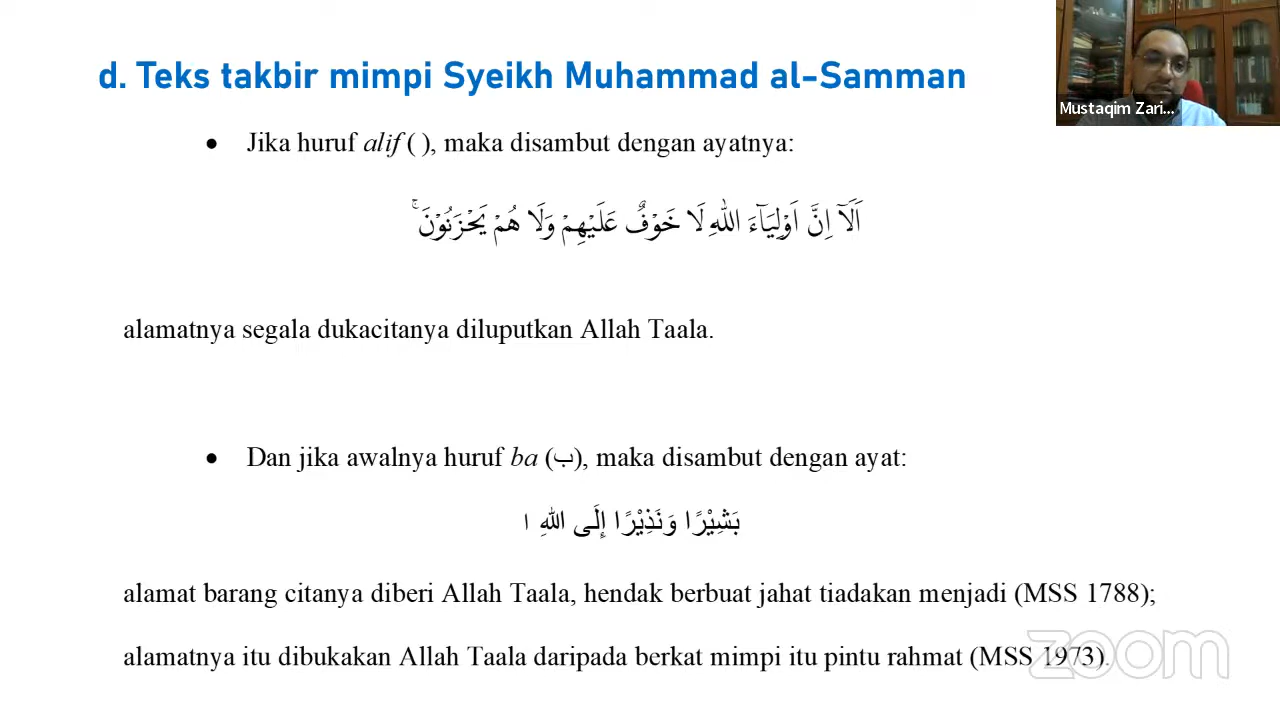 d. Teks takbir mimpi Syeikh Muhammad al-Samman
Mustaqim Zari...
• Jika huruf alif ( ), maka disambut dengan ayatnya:
اَلَآ اِنَّ اَوْلِيَآءَ اللّٰهِ لَا خَوْفٌ عَلَيْهِمْ وَلَا هُمْ يَحْزَنُوْنَۚ
alamatnya segala dukacitanya diluputkan Allah Taala.
• Dan jika awalnya huruf ba (ب), maka disambut dengan ayat:
بَشِيْرًا وَنَذِيْرًا إِلَى اللهِ ا
alamat barang citanya diberi Allah Taala, hendak berbuat jahat tiadakan menjadi (MSS 1788);
alamatnya itu dibukakan Allah Taala daripada berkat mimpi itu pintu rahmat (MSS 1973).
zoom